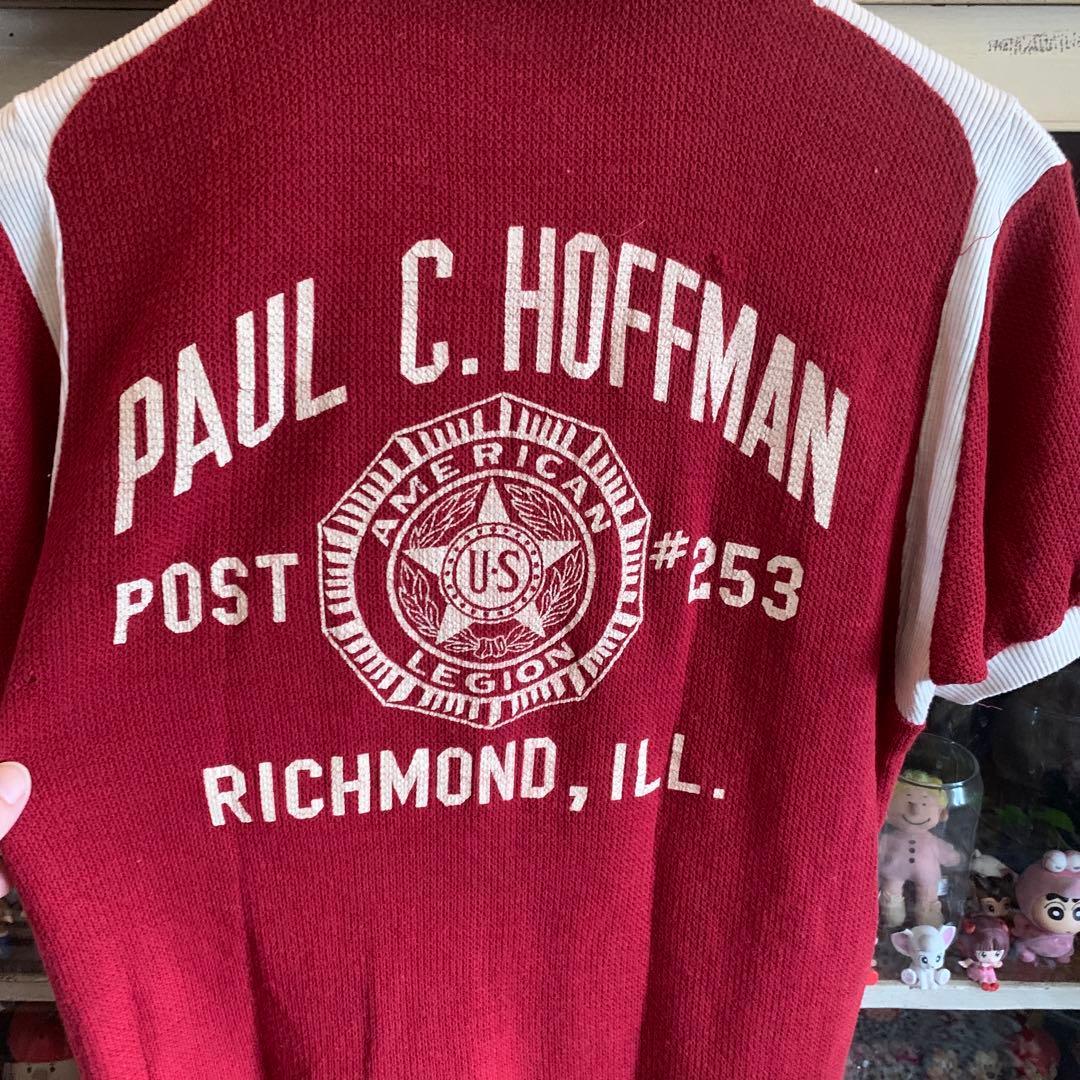 PAUL C. HOFFMAN
AMERICAN
U·S
POST #253
LEGION
RICHMOND, ILL.